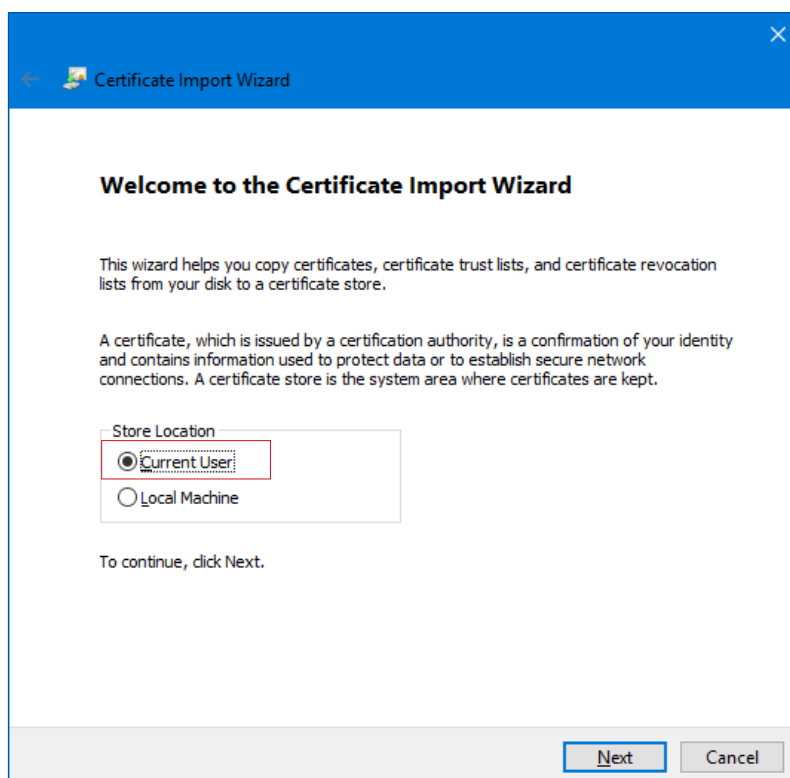 Certificate Import Wizard
Welcome to the Certificate Import Wizard
This wizard helps you copy certificates, certificate trust lists, and certificate revocation
lists from your disk to a certificate store.
A certificate, which is issued by a certification authority, is a confirmation of your identity
and contains information used to protect data or to establish secure network
connections. A certificate store is the system area where certificates are kept.
Store Location
Current User
Local Machine
To continue, click Next.
Next
Cancel